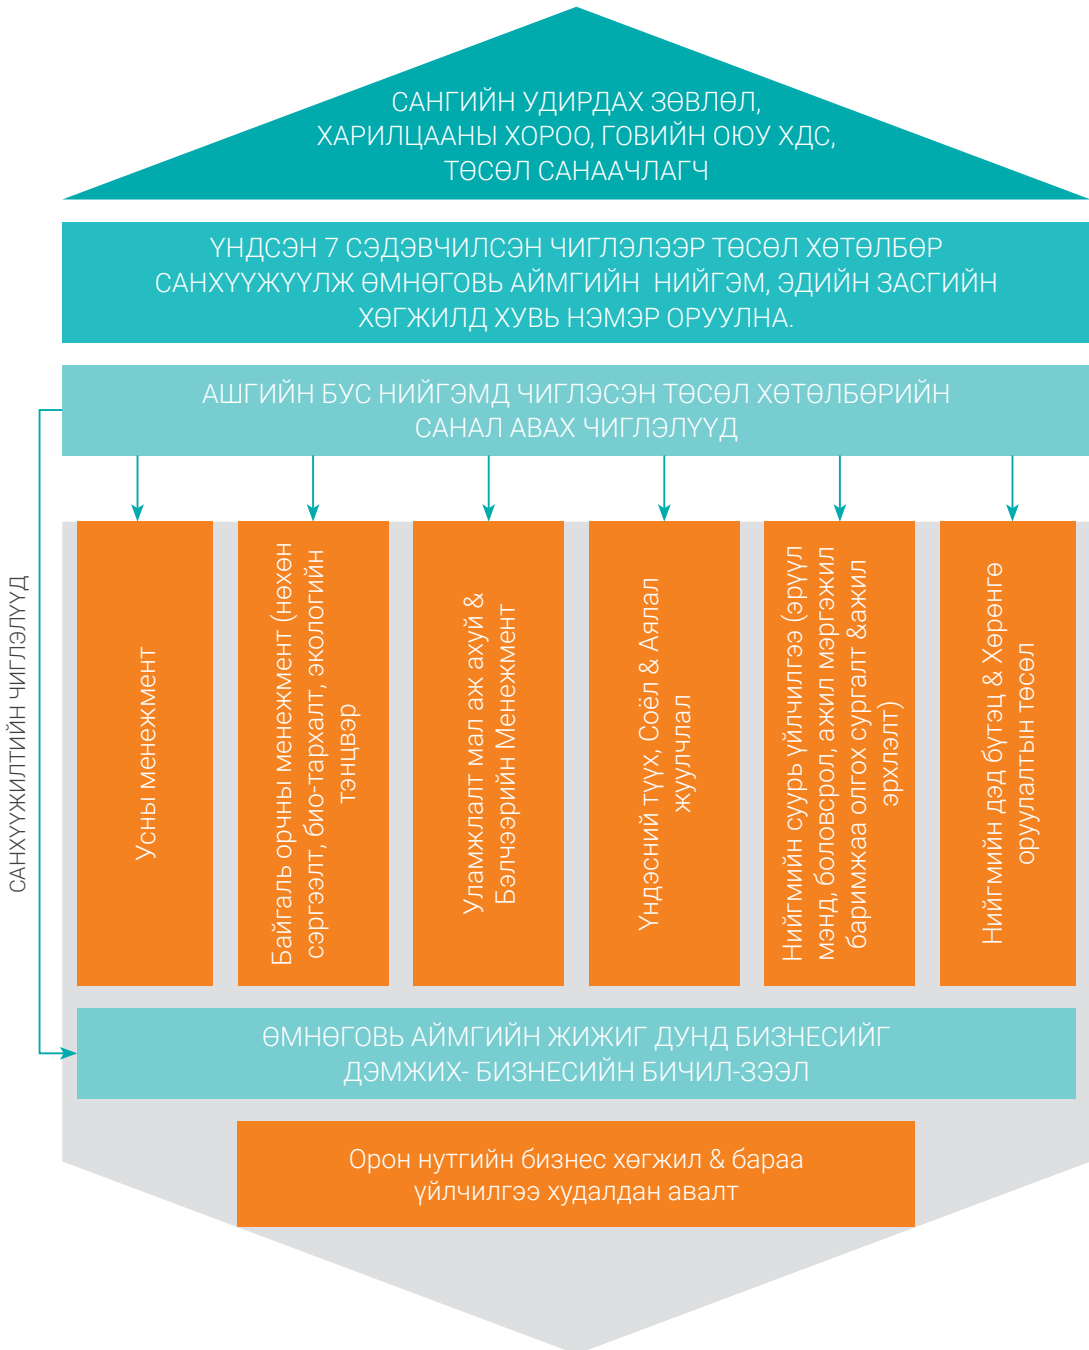 САНГИЙН УДИРДАХ ЗӨВЛӨЛ,
ХАРИЛЦААНЫ ХОРОО, ГОВИЙН ОЮУ ХДС,
ТӨСӨЛ САНААЧЛАГЧ
ҮНДСЭН 7 СЭДЭВЧИЛСЭН ЧИГЛЭЛЭЭР ТӨСӨЛ ХӨТӨЛБӨР
САНХҮҮЖҮҮЛЖ ӨМНӨГОВЬ АЙМГИЙН НИЙГЭМ, ЭДИЙН ЗАСГИЙН
ХӨГЖИЛД ХУВЬ НЭМЭР ОРУУЛНА.
АШГИЙН БУС НИЙГЭМД ЧИГЛЭСЭН ТӨСӨЛ ХӨТӨЛБӨРИЙН
САНАЛ АВАХ ЧИГЛЭЛҮҮД
САНХҮҮЖИЛТИЙН ЧИГЛЭЛҮҮД
Усны менежмент
Байгаль орчны менежмент (нөхөн
сэргээлт, био-тархалт, экологийн
тэнцвэр
Уламжлалт мал аж ахуй &
Бэлчээрийн Менежмент
Үндэсний түүх, Соёл & Аялал
жуулчлал
Нийгмийн суурь үйлчилгээ (эрүүл
мэнд, боловсрол, ажил мэргэжил
баримжаа олгох сургалт &ажил
эрхлэлт)
Нийгмийн дэд бүтэц & Хөрөнгө
оруулалтын төсөл
ӨМНӨГОВЬ АЙМГИЙН ЖИЖИГ ДУНД БИЗНЕСИЙГ
ДЭМЖИХ- БИЗНЕСИЙН БИЧИЛ-ЗЭЭЛ
Орон нутгийн бизнес хөгжил & бараа
үйлчилгээ худалдан авалт